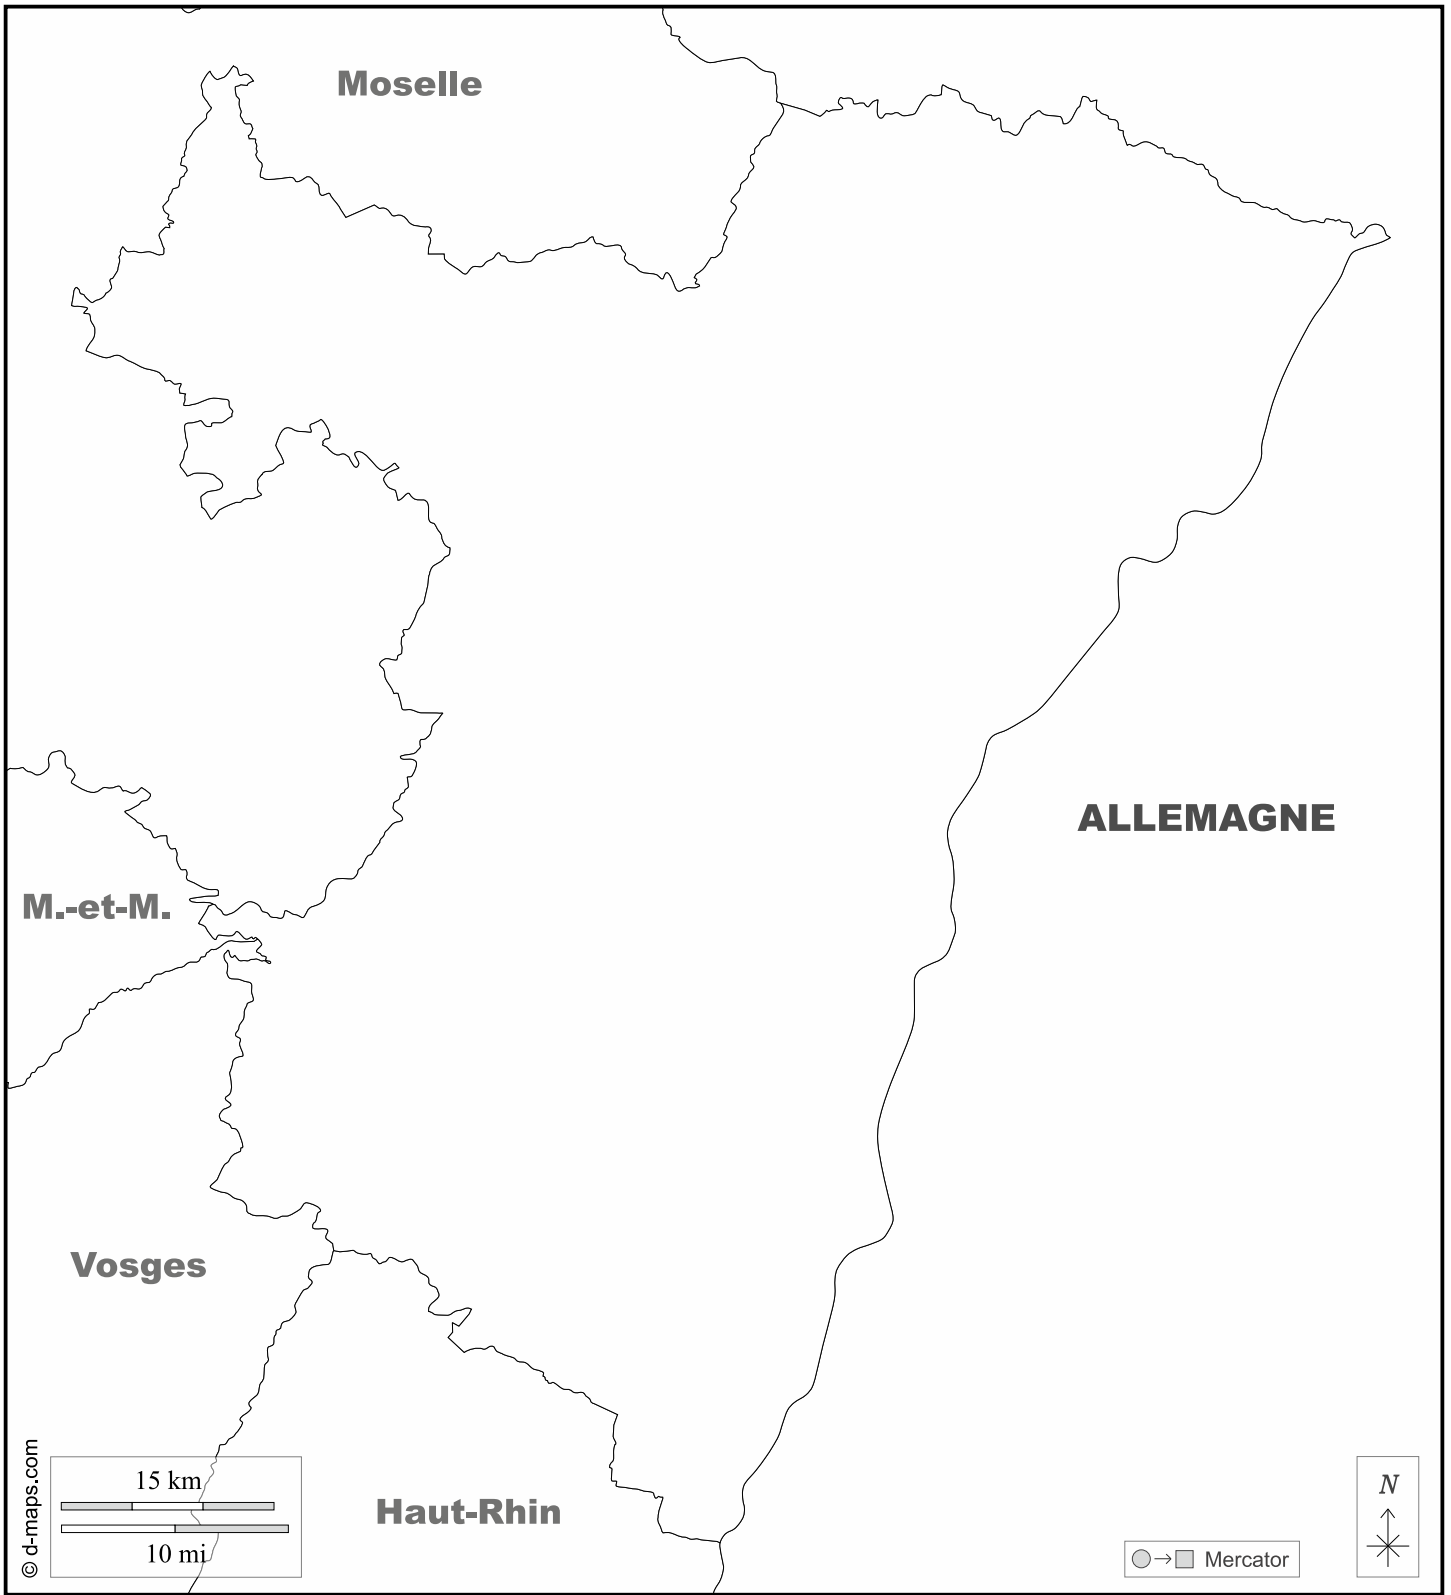 Moselle
ALLEMAGNE
M.-et-M.
Vosges
Haut-Rhin
© d-maps.com
15 km
10 mi
N
Mercator